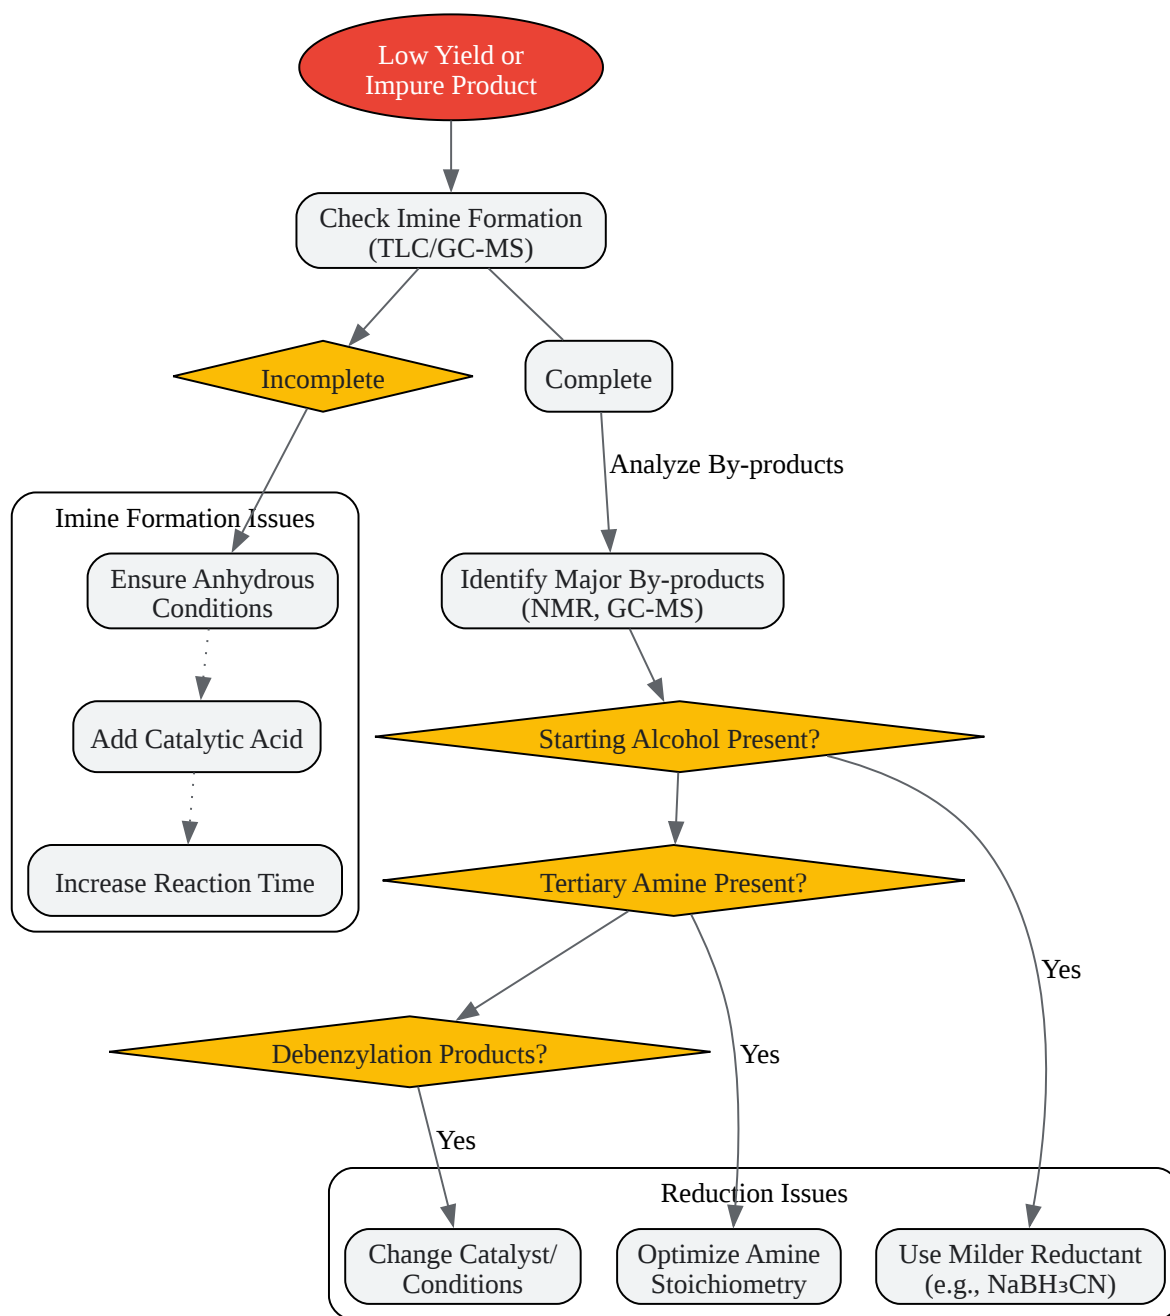 Low Yield or
Impure Product
Check Imine Formation
(TLC/GC-MS)
Incomplete
Complete
Analyze By-products
Imine Formation Issues
Ensure Anhydrous
Conditions
Identify Major By-products
(NMR, GC-MS)
Add Catalytic Acid
Starting Alcohol Present?
Increase Reaction Time
Tertiary Amine Present?
Yes
Debenzylation Products?
Yes
Yes
Reduction Issues
Change Catalyst/
Conditions
Optimize Amine
Stoichiometry
Use Milder Reductant
(e.g., NaBH₃CN)